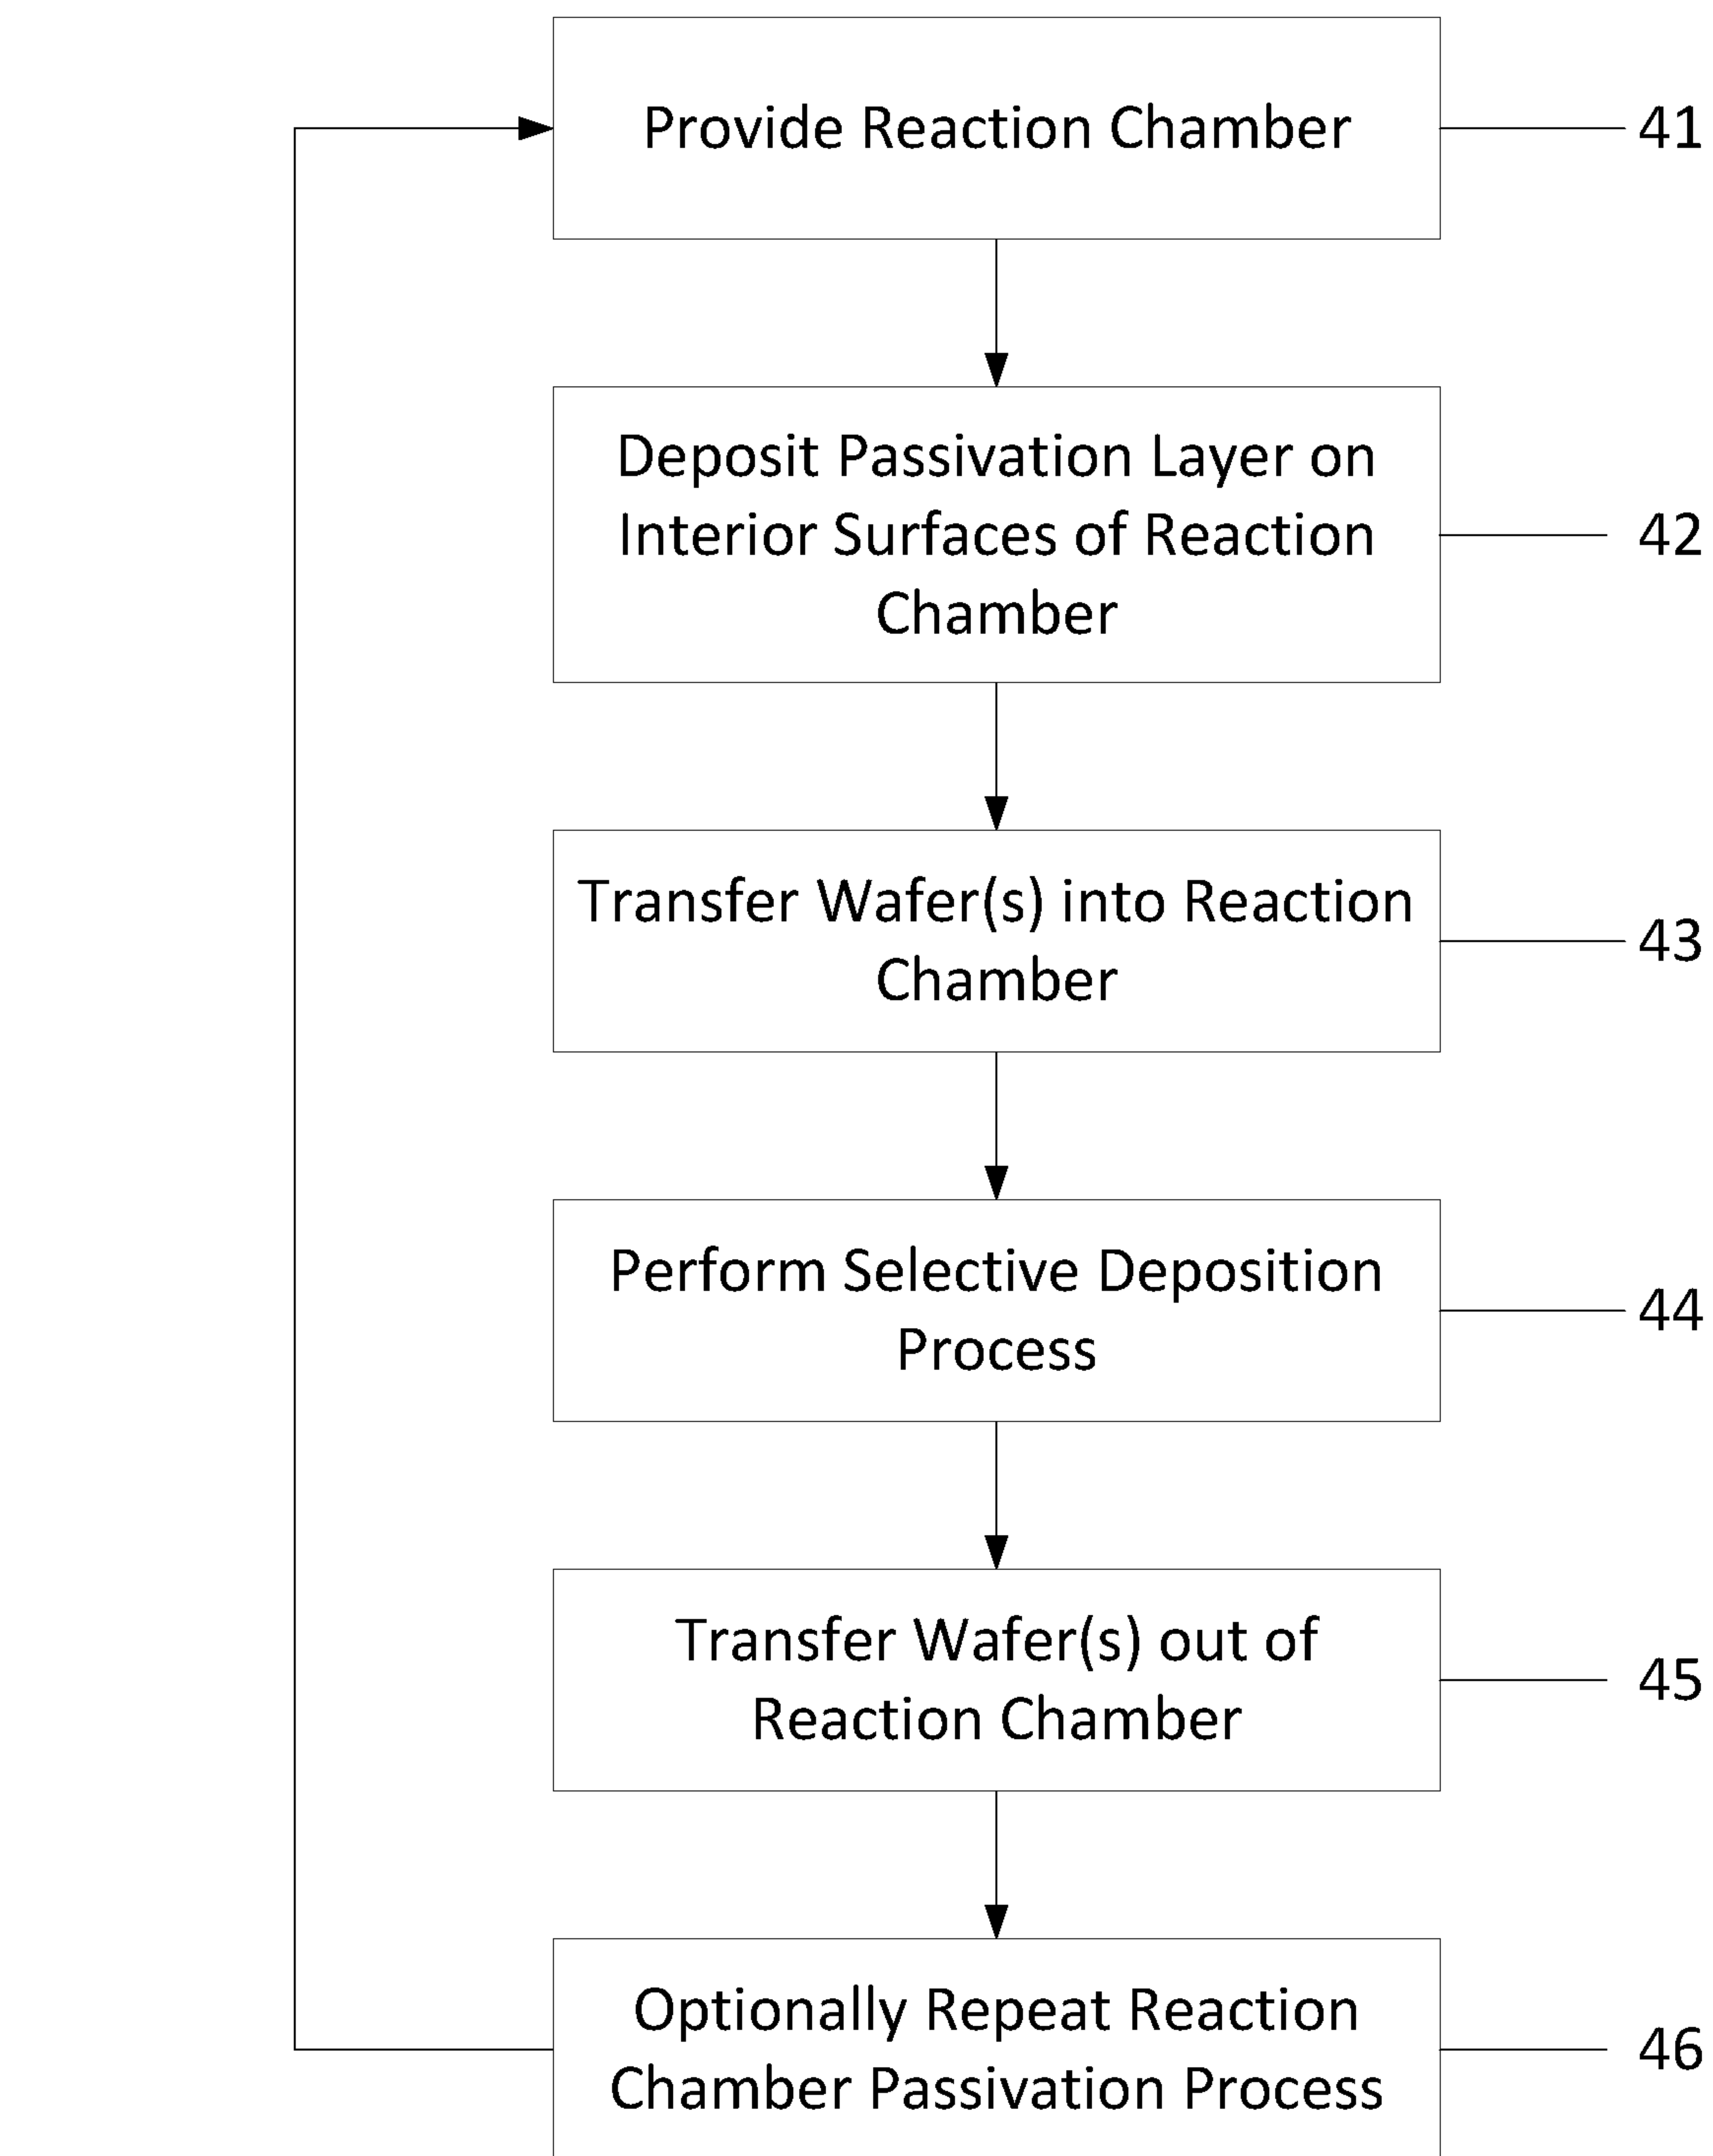 Provide Reaction Chamber
41
Deposit Passivation Layer on
Interior Surfaces of Reaction
Chamber
42
Transfer Wafer(s) into Reaction
Chamber
43
Perform Selective Deposition
Process
44
Transfer Wafer(s) out of
Reaction Chamber
45
Optionally Repeat Reaction
Chamber Passivation Process
46